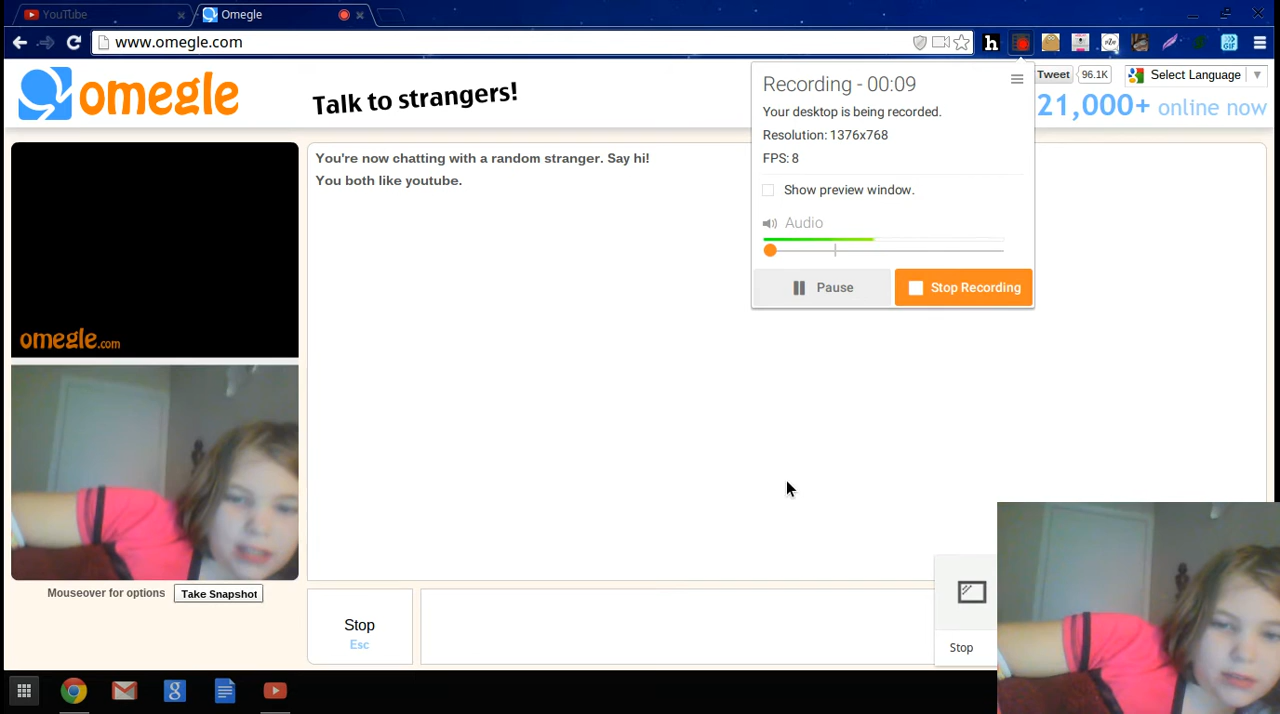 YouTube
Omegle
www.omegle.com
omegle
Talk to strangers!
Tweet 96.1K
Select Language
21,000+ online now
Recording - 00:09
Your desktop is being recorded.
Resolution: 1376x768
FPS: 8
Show preview window.
Audio
Pause
Stop Recording
You're now chatting with a random stranger. Say hi!
You both like youtube.
omegle.com
Mouseover for options
Take Snapshot
Stop
Esc
Stop